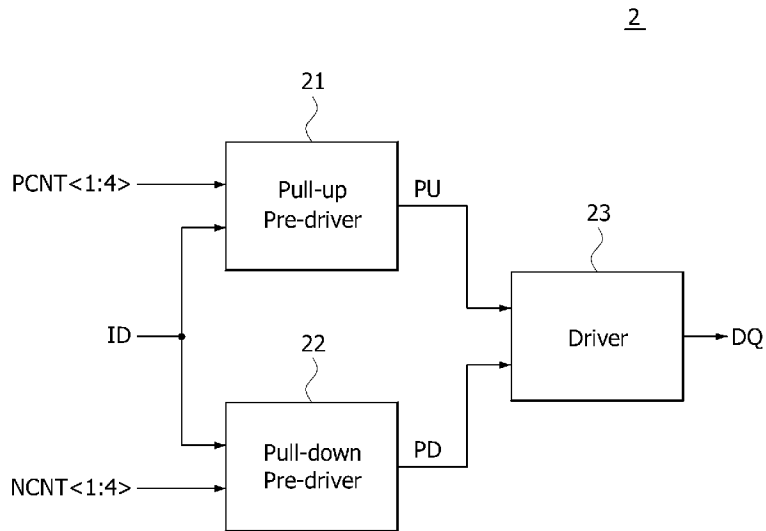 2
21
PCNT<1:4>
Pull-up
Pre-driver
PU
23
ID
Driver
DQ
22
NCNT<1:4>
Pull-down
Pre-driver
PD